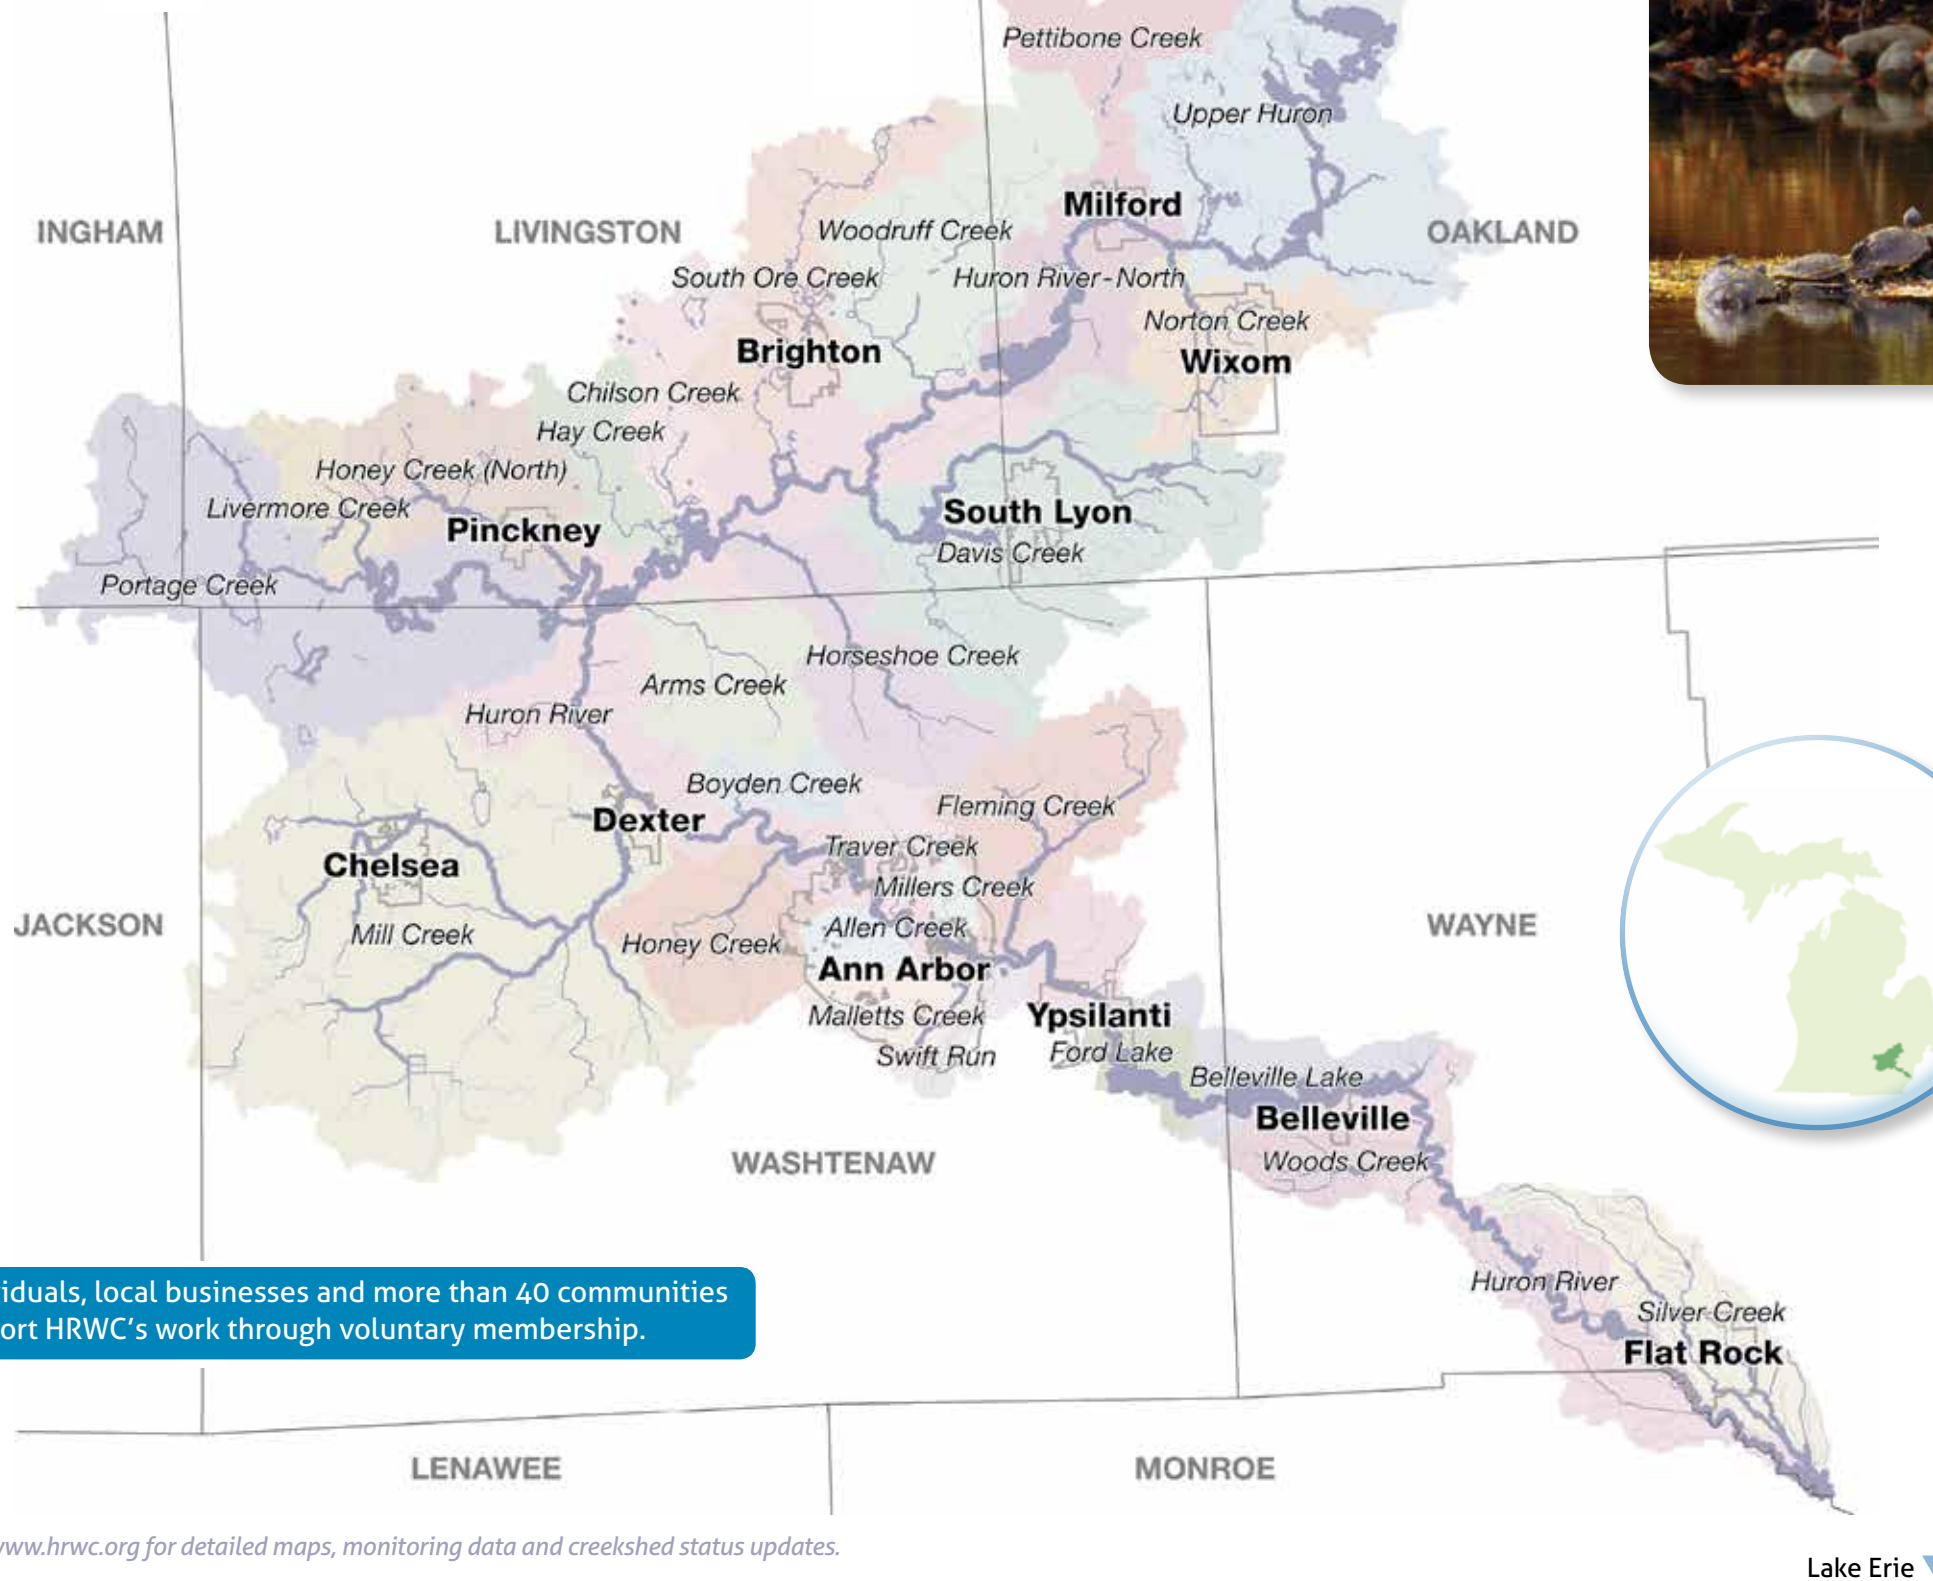 Pettibone Creek
Upper Huron
Milford
INGHAM
LIVINGSTON
Woodruff Creek
OAKLAND
South Ore Creek
Huron River-North
Norton Creek
Brighton
Wixom
Chilson Creek
Hay Creek
Honey Creek (North)
Livermore Creek
Pinckney
South Lyon
Davis Creek
Portage Creek
Horseshoe Creek
Arms Creek
Huron River
Boyden Creek
Fleming Creek
Dexter
Traver Creek
Chelsea
Millers Creek
JACKSON
Allen Creek
WAYNE
Mill Creek
Honey Creek
Ann Arbor
Malletts Creek
Ypsilanti
Swift Run
Ford Lake
Belleville Lake
Belleville
WASHTENAW
Woods Creek
Huron River
Silver Creek
Flat Rock
iduals, local businesses and more than 40 communities
ort HRWC's work through voluntary membership.
LENAWEE
MONROE
www.hrwc.org for detailed maps, monitoring data and creekshed status updates.
Lake Erie